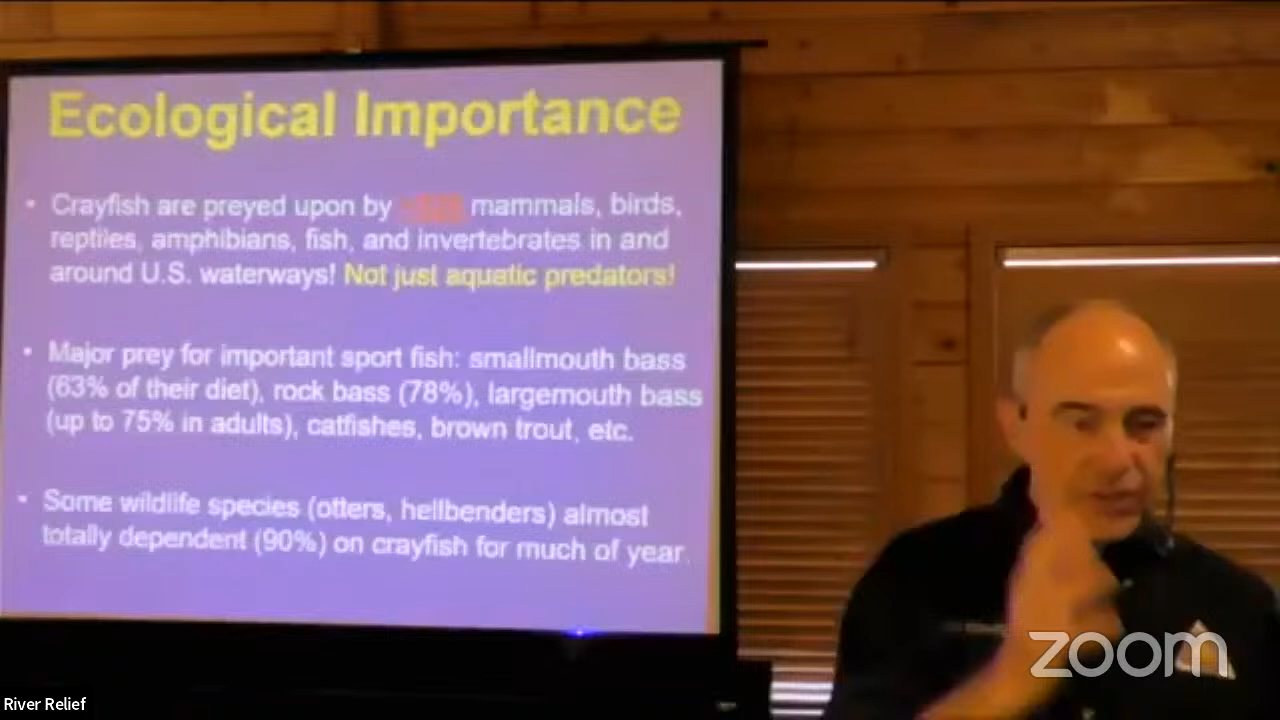 Ecological Importance
• Crayfish are preyed upon by mammals, birds,
reptiles, amphibians, fish, and invertebrates in and
around U.S. waterways! Not just aquatic predators!
• Major prey for important sport fish: smallmouth bass
(63% of their diet), rock bass (78%), largemouth bass
(up to 75% in adults), catfishes, brown trout, etc.
• Some wildlife species (otters, hellbenders) almost
totally dependent (90%) on crayfish for much of year.
zoom
River Relief